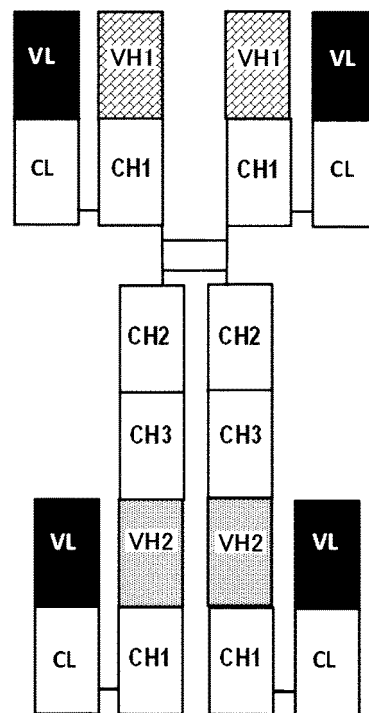 VL VH1 VH1 VL
CL CH1 CH1 CL
CH2 CH2
CH3 CH3
VL VH2 VH2 VL
CL CH1 CH1 CL